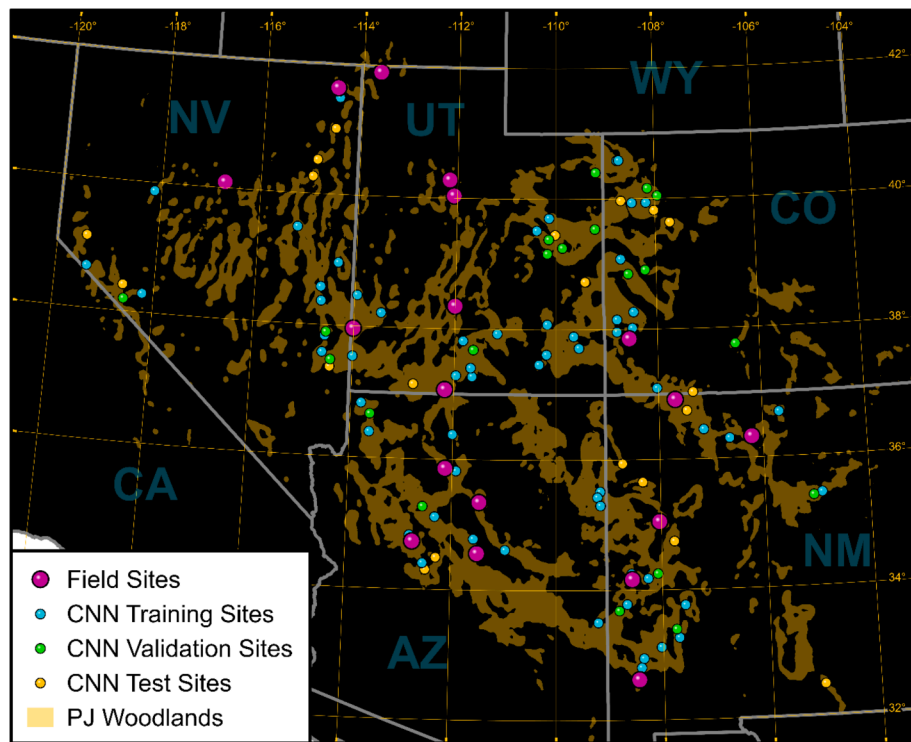 -120° -118° -116° -114° -112° -110° -108° -106° -104°
42°
WY
NV UT
40°
CO
38°
36°
CA
NM
34°
AZ
32°
Field Sites
CNN Training Sites
CNN Validation Sites
CNN Test Sites
PJ Woodlands